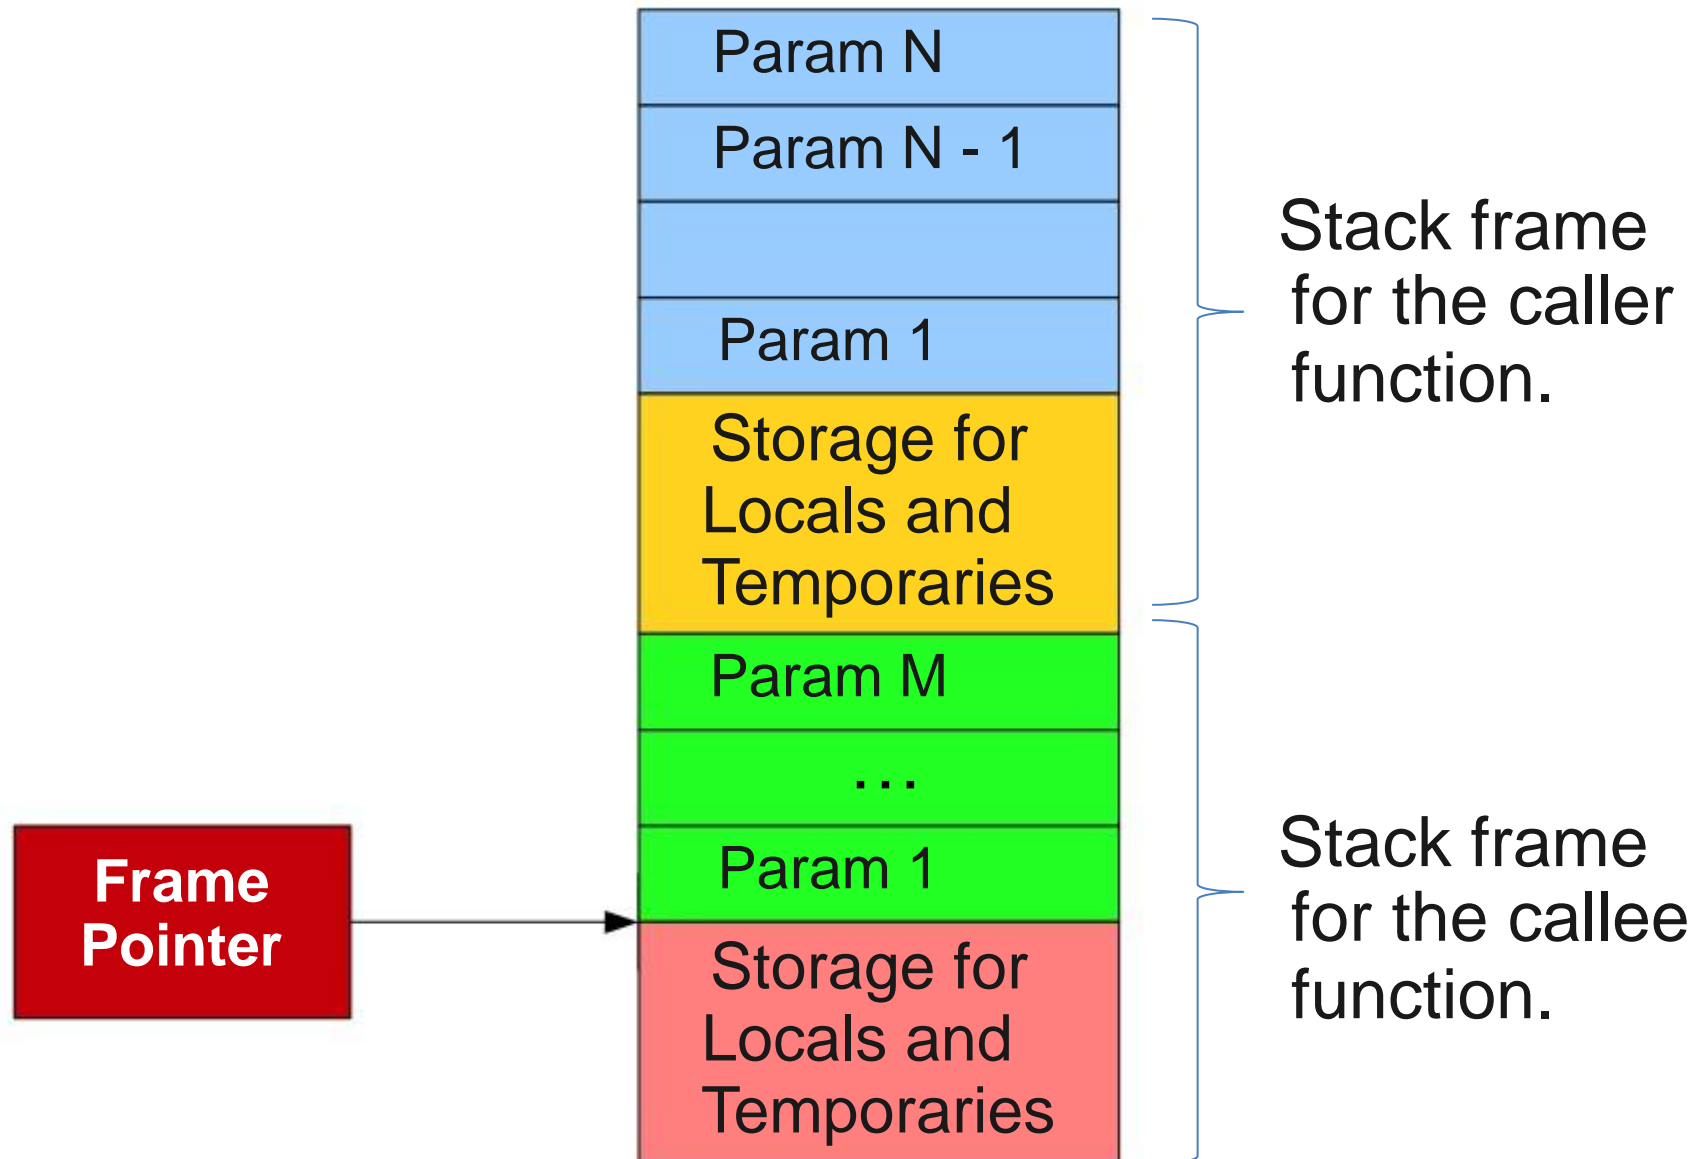 Param N
Param N - 1
Param 1
Storage for
Locals and
Temporaries
Param M
...
Param 1
Storage for
Locals and
Temporaries
Frame
Pointer
Stack frame
for the caller
function.
Stack frame
for the callee
function.